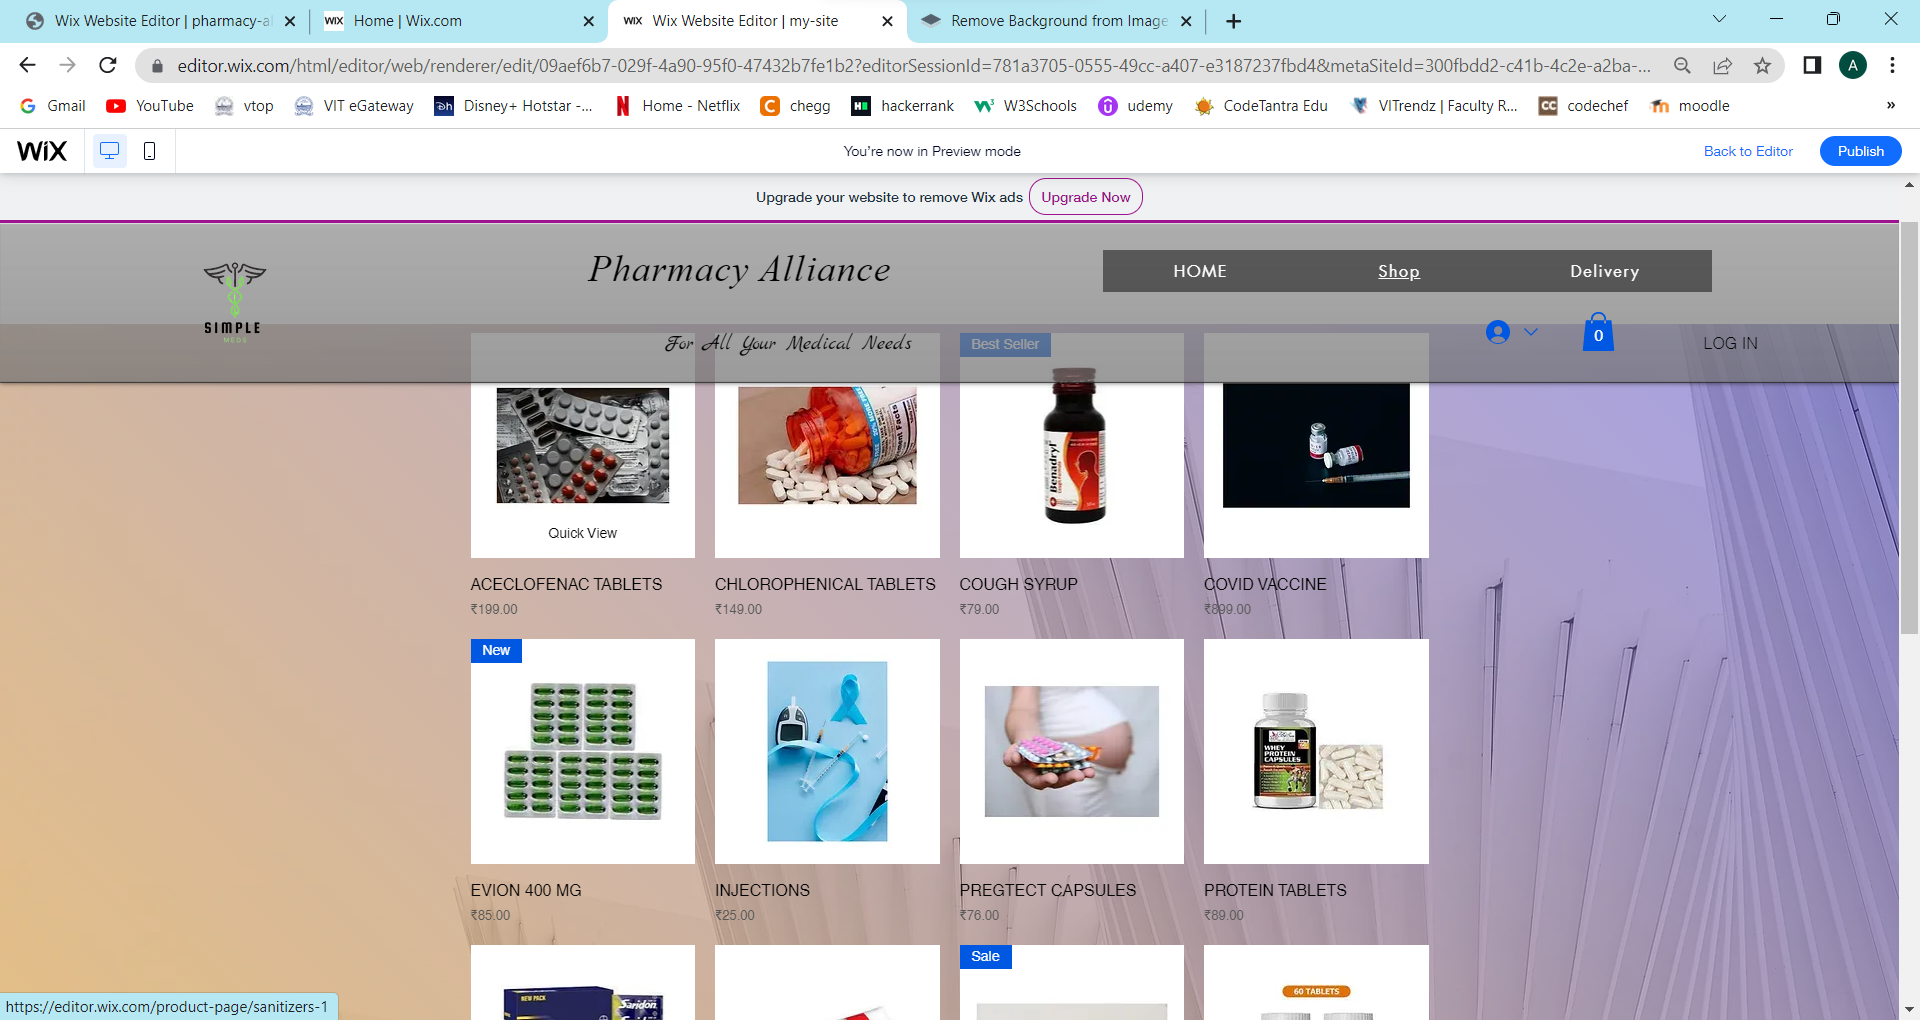 Wix Website Editor | pharmacy-al
Home | Wix.com
Wix Website Editor | my-site
Remove Background from Image
editor.wix.com/html/editor/web/renderer/edit/09aef6b7-029f-4a90-95f0-47432b7fe1b2?editorSessionId=781a3705-0555-49cc-a407-e3187237fbd4&metaSiteId=300fbdd2-c41b-4c2e-a2ba-...
A
Gmail
YouTube
vtop
VIT eGateway
Disney+ Hotstar -...
Home - Netflix
chegg
hackerrank
W3Schools
udemy
CodeTantra Edu
VITrendz | Faculty R...
codechef
moodle
»
WiX
You're now in Preview mode
Back to Editor
Publish
Upgrade your website to remove Wix ads
Upgrade Now
SIMPLE
MEDS
Pharmacy Alliance
HOME
Shop
Delivery
For All Your Medical Needs
0
LOG IN
Best Seller
Benadryl
Quick View
ACECLOFENAC TABLETS
₹199.00
CHLOROPHENICAL TABLETS
₹149.00
COUGH SYRUP
₹79.00
COVID VACCINE
₹899.00
New
WHEY
PROTEIN
CAPSULES
EVION 400 MG
₹85.00
INJECTIONS
₹25.00
PREGTECT CAPSULES
₹76.00
PROTEIN TABLETS
₹89.00
Sale
NEW PACK
Saridon
60 TABLETS
https://editor.wix.com/product-page/sanitizers-1